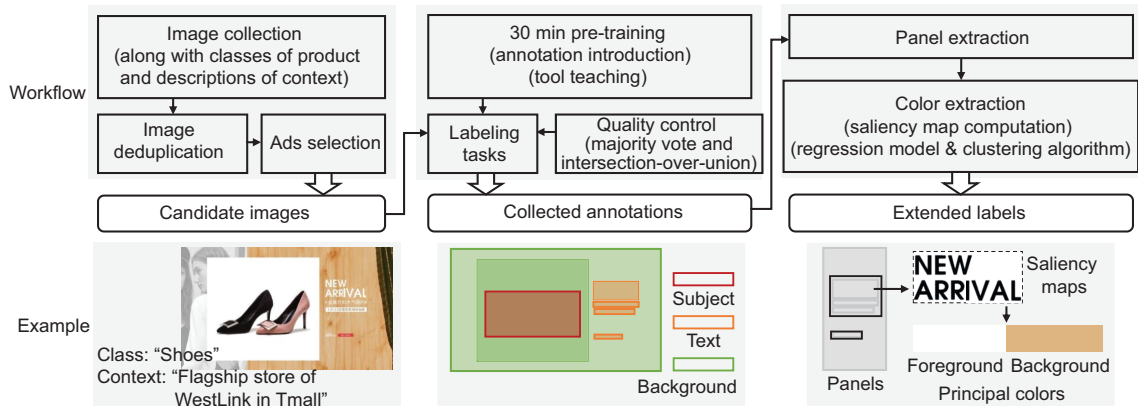 Workflow
Image collection
(along with classes of product
and descriptions of context)
Image
deduplication
Ads selection
Candidate images
30 min pre-training
(annotation introduction)
(tool teaching)
Labeling
tasks
Quality control
(majority vote and
intersection-over-union)
Collected annotations
Panel extraction
Color extraction
(saliency map computation)
(regression model & clustering algorithm)
Extended labels
Example
NEW
ARRIVAL
Class: “Shoes”
Context: “Flagship store of
WestLink in Tmall”
Subject
Text
Background
Panels
NEW
ARRIVAL
Saliency
maps
Foreground
Background
Principal colors